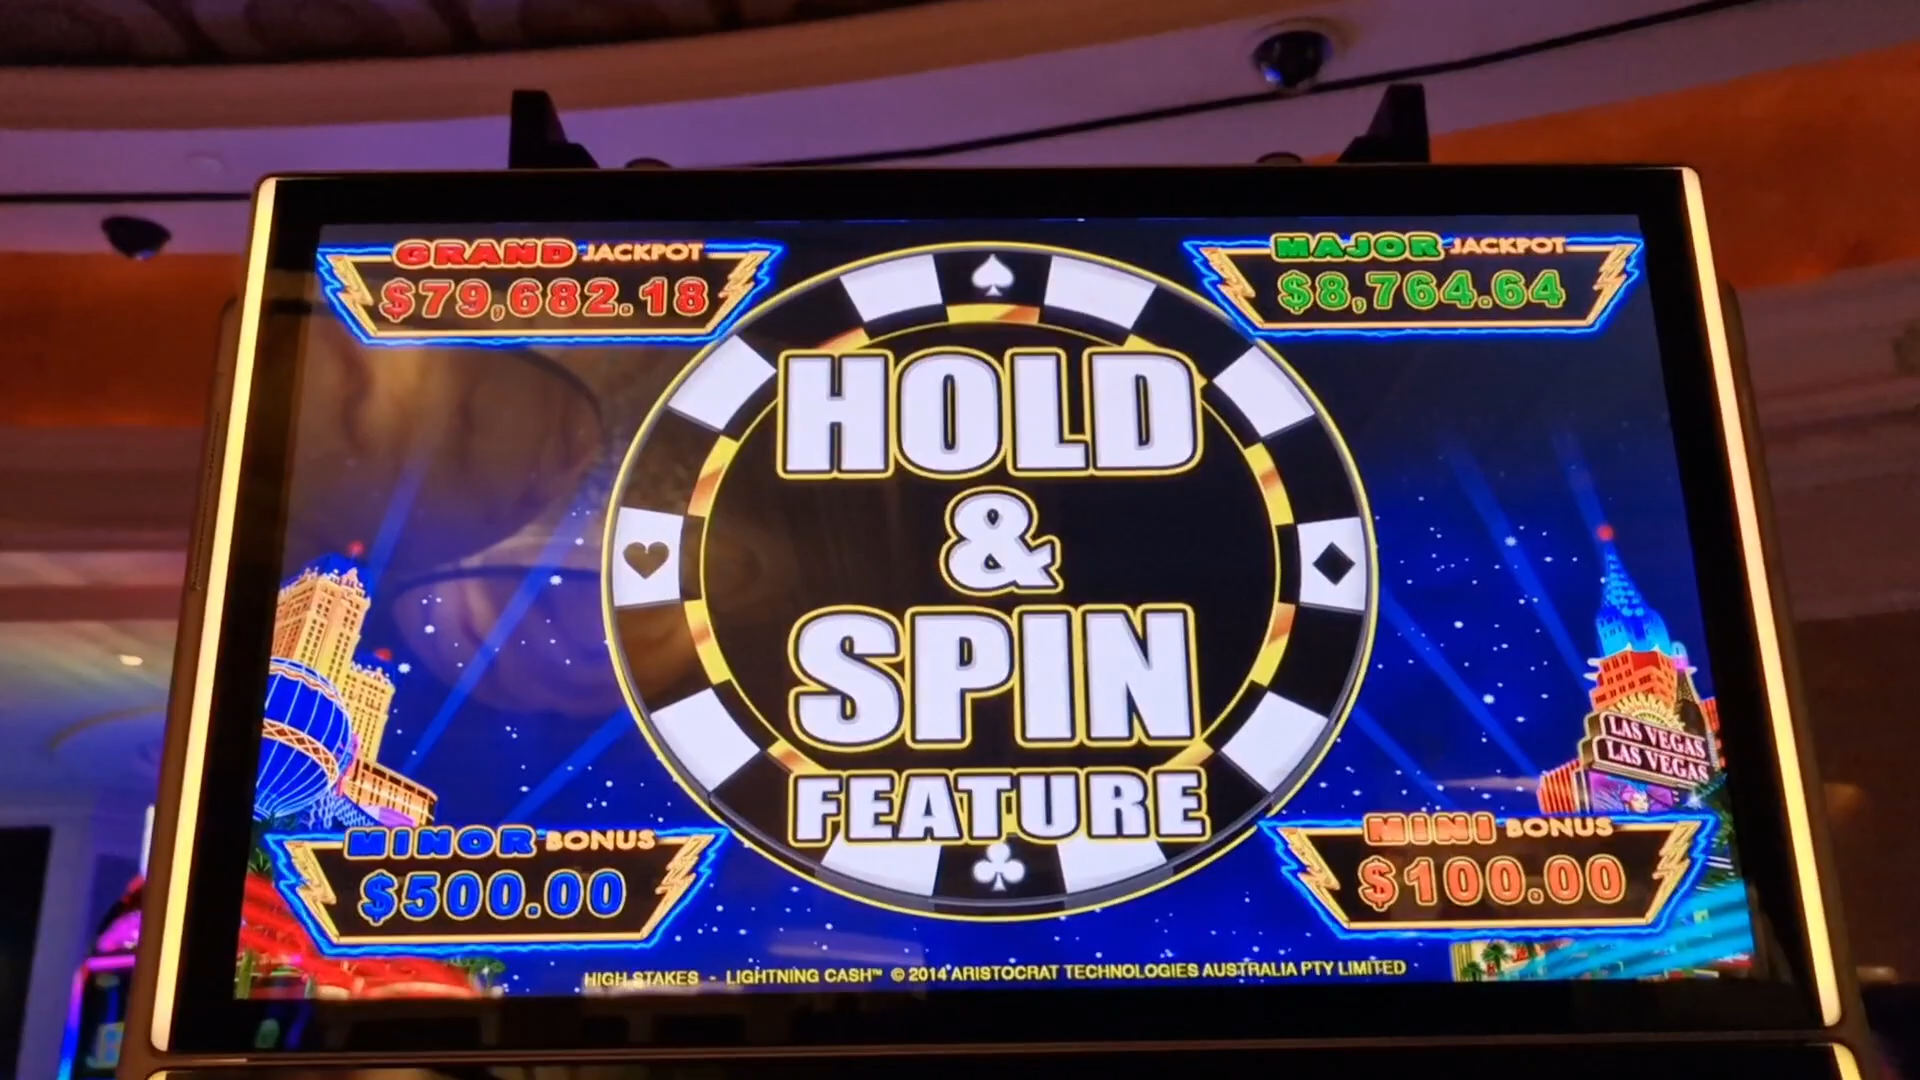 GRAND JACKPOT
$79,682.18
MAJOR JACKPOT
$8,764.64
HOLD
&
SPIN
FEATURE
LAS VEGAS
LAS VEGAS
MINOR BONUS
$500.00
MINI BONUS
$100.00
HIGH STAKES - LIGHTNING CASH™ © 2014 ARISTOCRAT TECHNOLOGIES AUSTRALIA PTY LIMITED